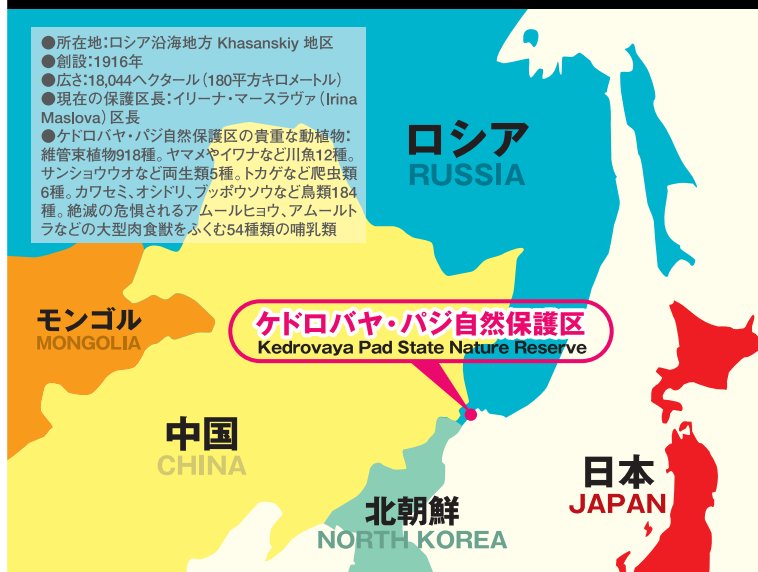 ●所在地:ロシア沿海地方 Khasanskiy 地区
●創設:1916年
●広さ:18,044ヘクタール(180平方キロメートル)
●現在の保護区長:イリーナ・マースラヴァ(Irina
Maslova)区長
●ケドロバヤ・パジ自然保護区の貴重な動植物:
維管束植物918種。ヤマメやイワナなど川魚12種。
サンショウウオなど両生類5種。トカゲなど爬虫類
6種。カワセミ、オシドリ、ブッポウソウなど鳥類184
種。絶滅の危惧されるアムールヒョウ、アムールト
ラなどの大型肉食獣をふくむ54種類の哺乳類
ロシア
RUSSIA
モンゴル
MONGOLIA
ケドロバヤ・パジ自然保護区
Kedrovaya Pad State Nature Reserve
中国
CHINA
日本
JAPAN
北朝鮮
NORTH KOREA